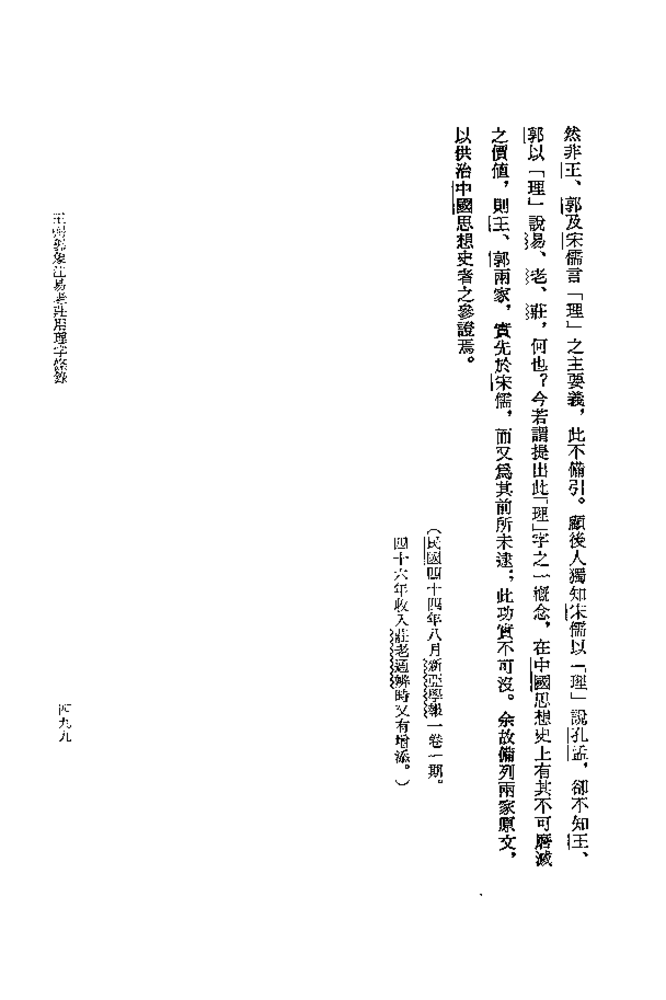 然非王、郭及宋儒言「理」之主要義，此不備引。顧後人獨知宋儒以「理」說孔孟，卻不知王、
郭以「理」說易、老、莊，何也？今若謂提出此「理」字之一概念，在中國思想史上有其不可磨滅
之價值，則王、郭兩家，實先於宋儒，而又為其前所未逮；此功實不可沒。余故備列兩家原文，
以供治中國思想史者之參證焉。
（民國四十四年八月新亞學報一卷一期。
四十六年收入莊老通辨時又有增添。）
王弼郭象注易老莊用理字條錄
四九九